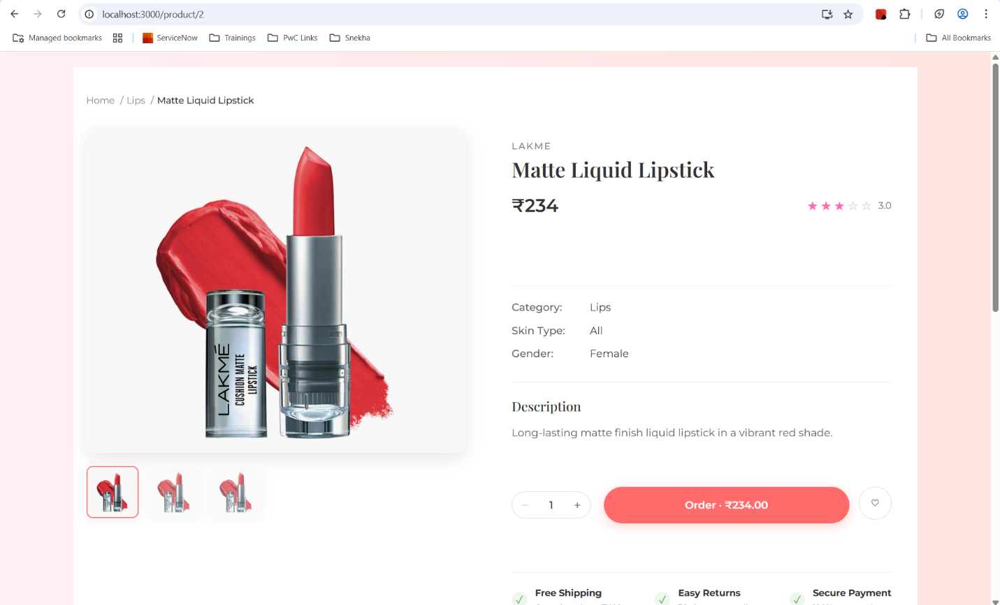 localhost:3000/product/2
Managed bookmarks
ServiceNow
Trainings
PwC Links
Snekha
All Bookmarks
Home / Lips / Matte Liquid Lipstick
LAKMÉ
CUSHION MATTE
LIPSTICK
LAKME
Matte Liquid Lipstick
₹234
3.0
Category: Lips
Skin Type: All
Gender: Female
Description
Long-lasting matte finish liquid lipstick in a vibrant red shade.
− 1 +
Order · ₹234.00
Free Shipping
Easy Returns
Secure Payment